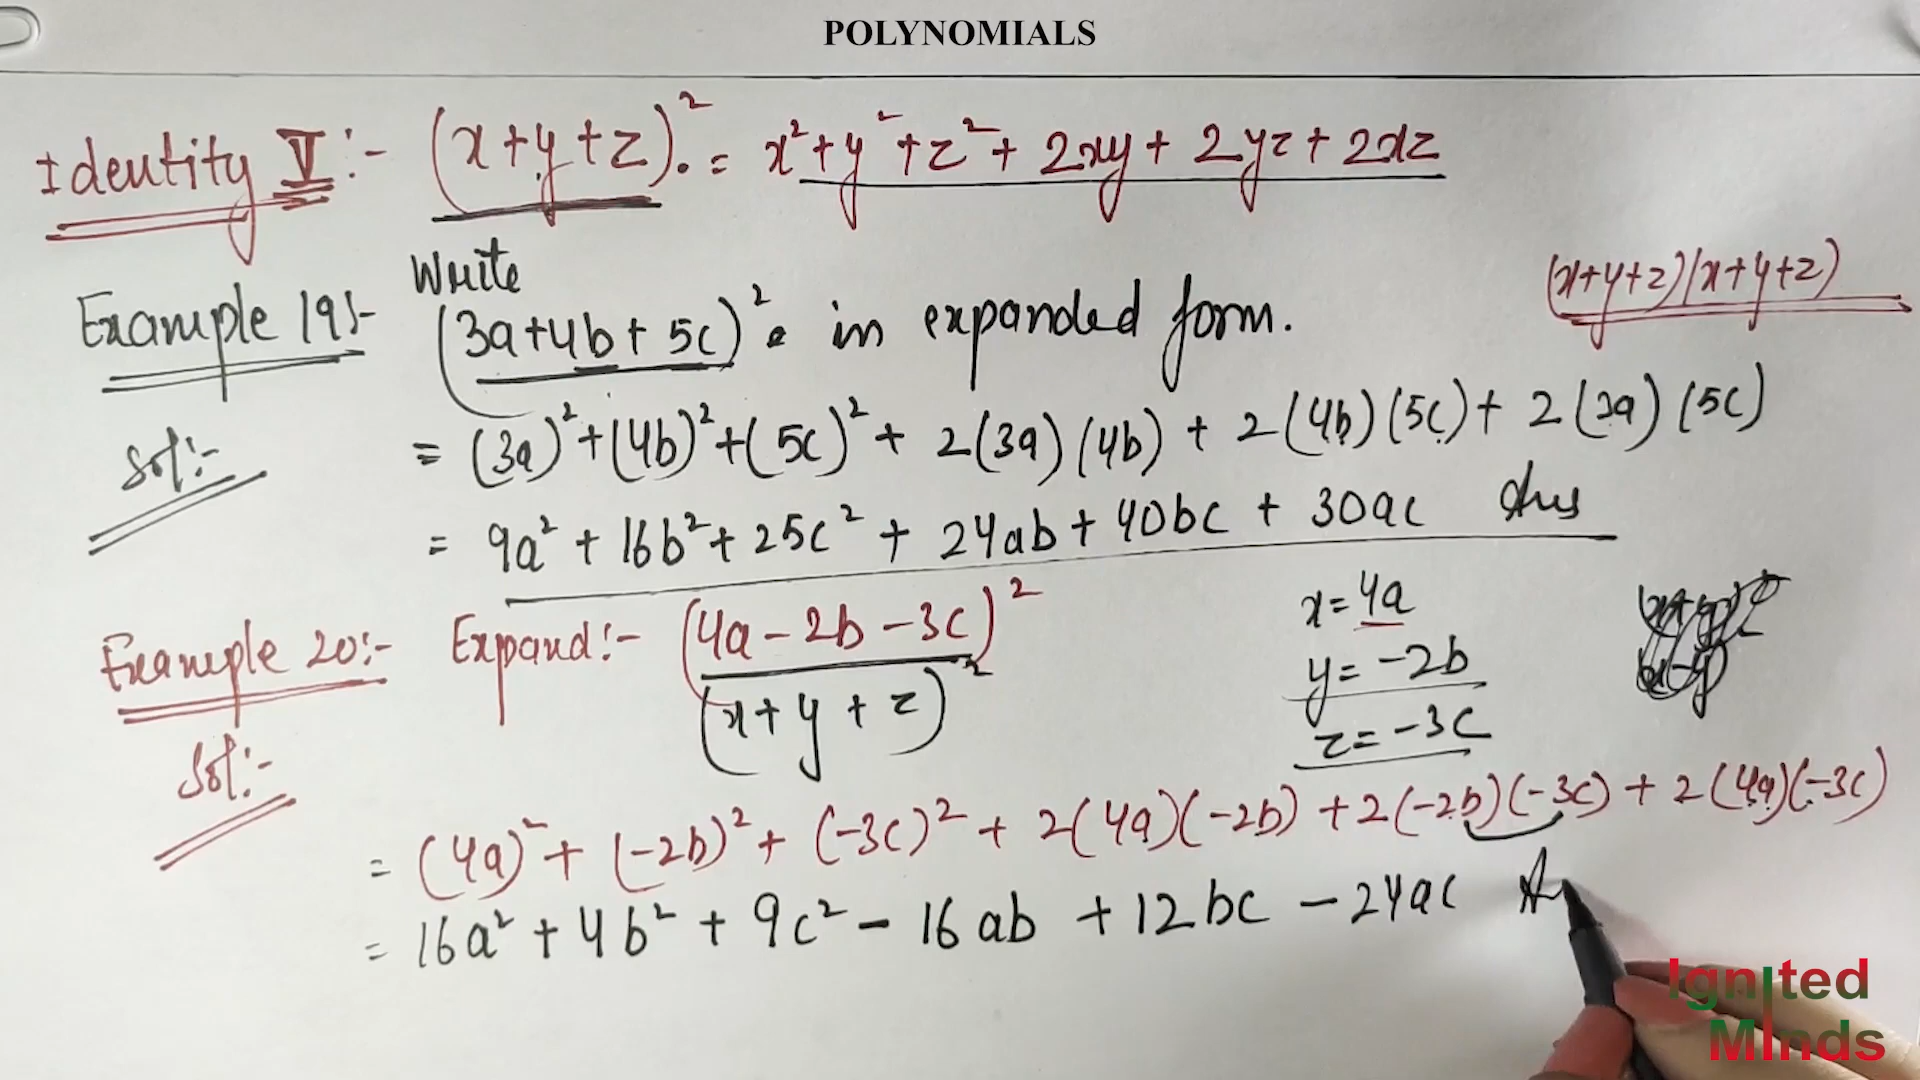 POLYNOMIALS
Identity V:- (x+y+z)². = x²+y²+z²+2xy+2yz+2xz
Write
Example 19:- (3a+4b+5c)². in expanded form.
(x+y+z)(x+y+z)
Sol:-
= (3a)²+(4b)²+(5c)²+2(3a)(4b)+2(4b)(5c)+2(3a)(5c)
= 9a²+16b²+25c²+24ab+40bc+30ac Ans
Example 20:- Expand:- (4a-2b-3c)²
(x+y+z)²
x=4a
y=-2b
z=-3c
Sol:-
= (4a)²+(-2b)²+(-3c)²+2(4a)(-2b)+2(-2b)(-3c)+2(4a)(-3c)
= 16a²+4b²+9c²-16ab+12bc-24ac
Ignited
Minds